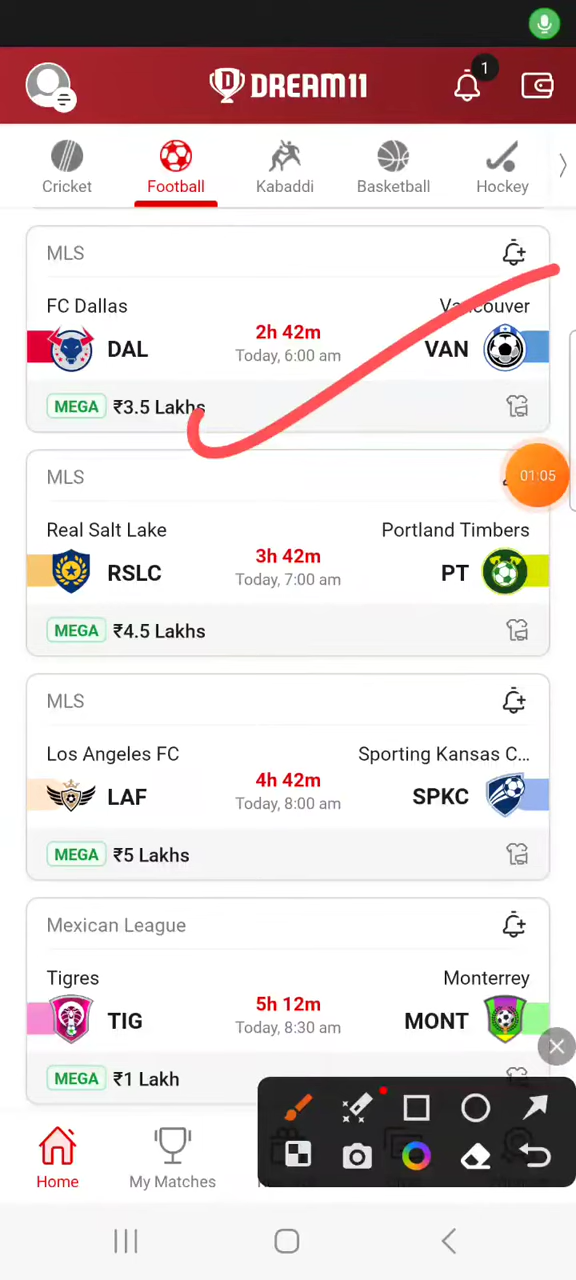 1
DREAM11
Cricket
Football
Kabaddi
Basketball
Hockey
MLS
FC Dallas
Vancouver
DAL
2h 42m
Today, 6:00 am
VAN
MEGA ₹3.5 Lakhs
01:05
MLS
Real Salt Lake
Portland Timbers
RSLC
3h 42m
Today, 7:00 am
PT
MEGA ₹4.5 Lakhs
MLS
Los Angeles FC
Sporting Kansas C...
LAF
4h 42m
Today, 8:00 am
SPKC
MEGA ₹5 Lakhs
Mexican League
Tigres
Monterrey
TIG
5h 12m
Today, 8:30 am
MONT
MEGA ₹1 Lakh
Home
My Matches